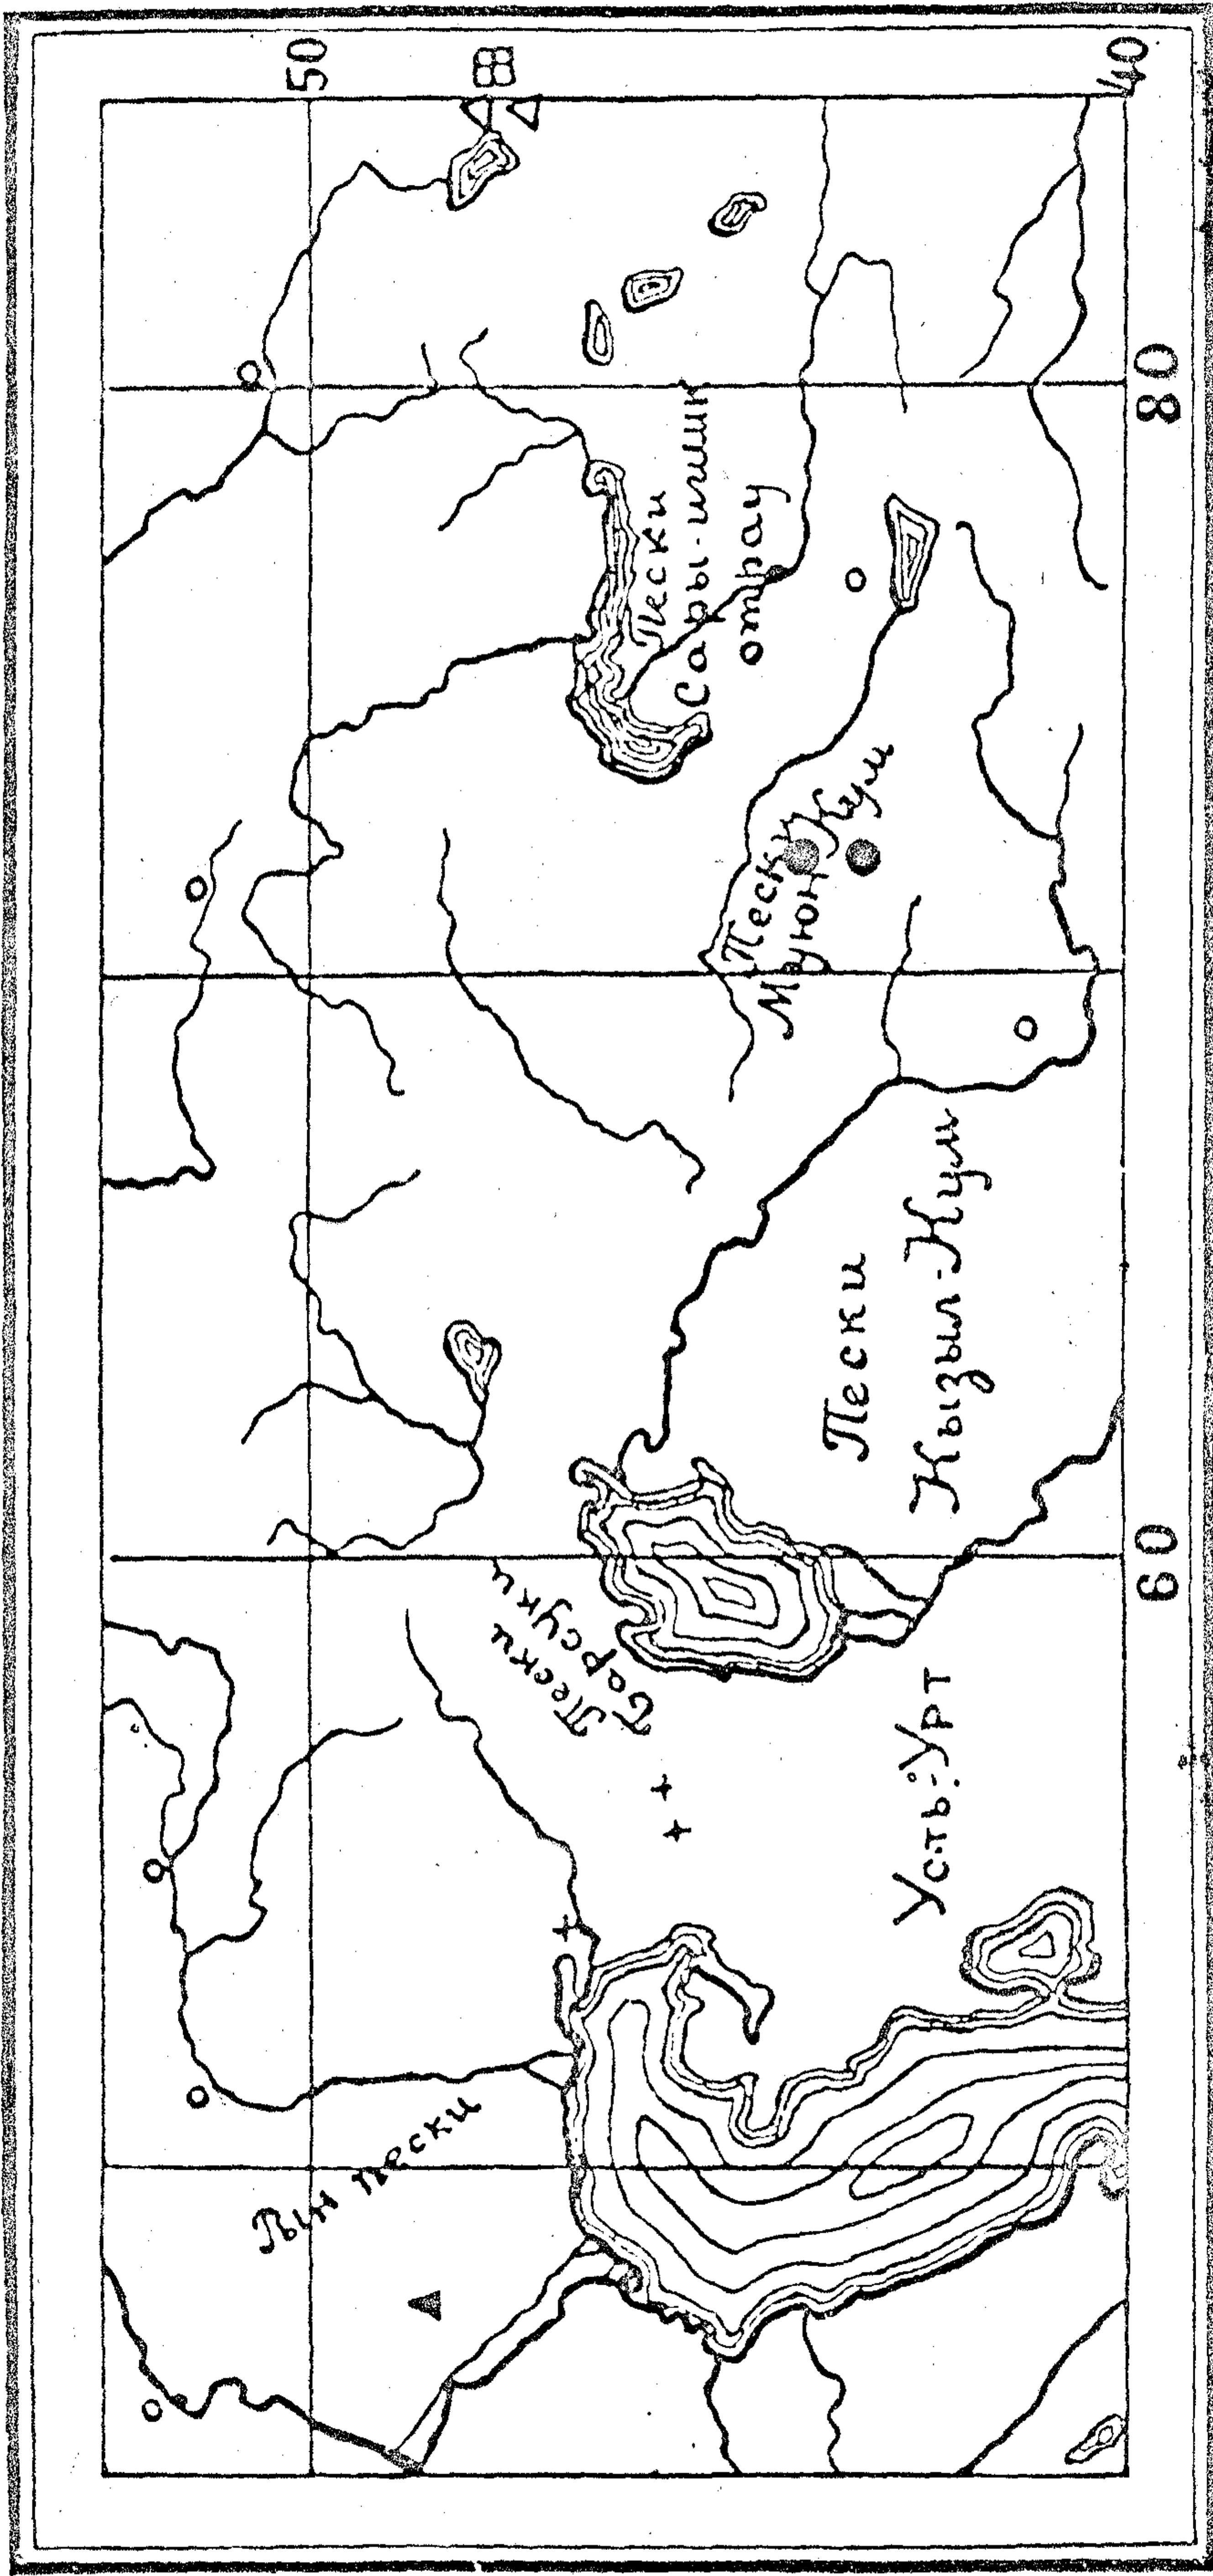 50
40
80
60
Пески
Сары-ишик
отрау
Пески
Муюн Кум
Пески
Кызыл-Кум
Пески
Барсуки
Усть-Урт
Рын пески